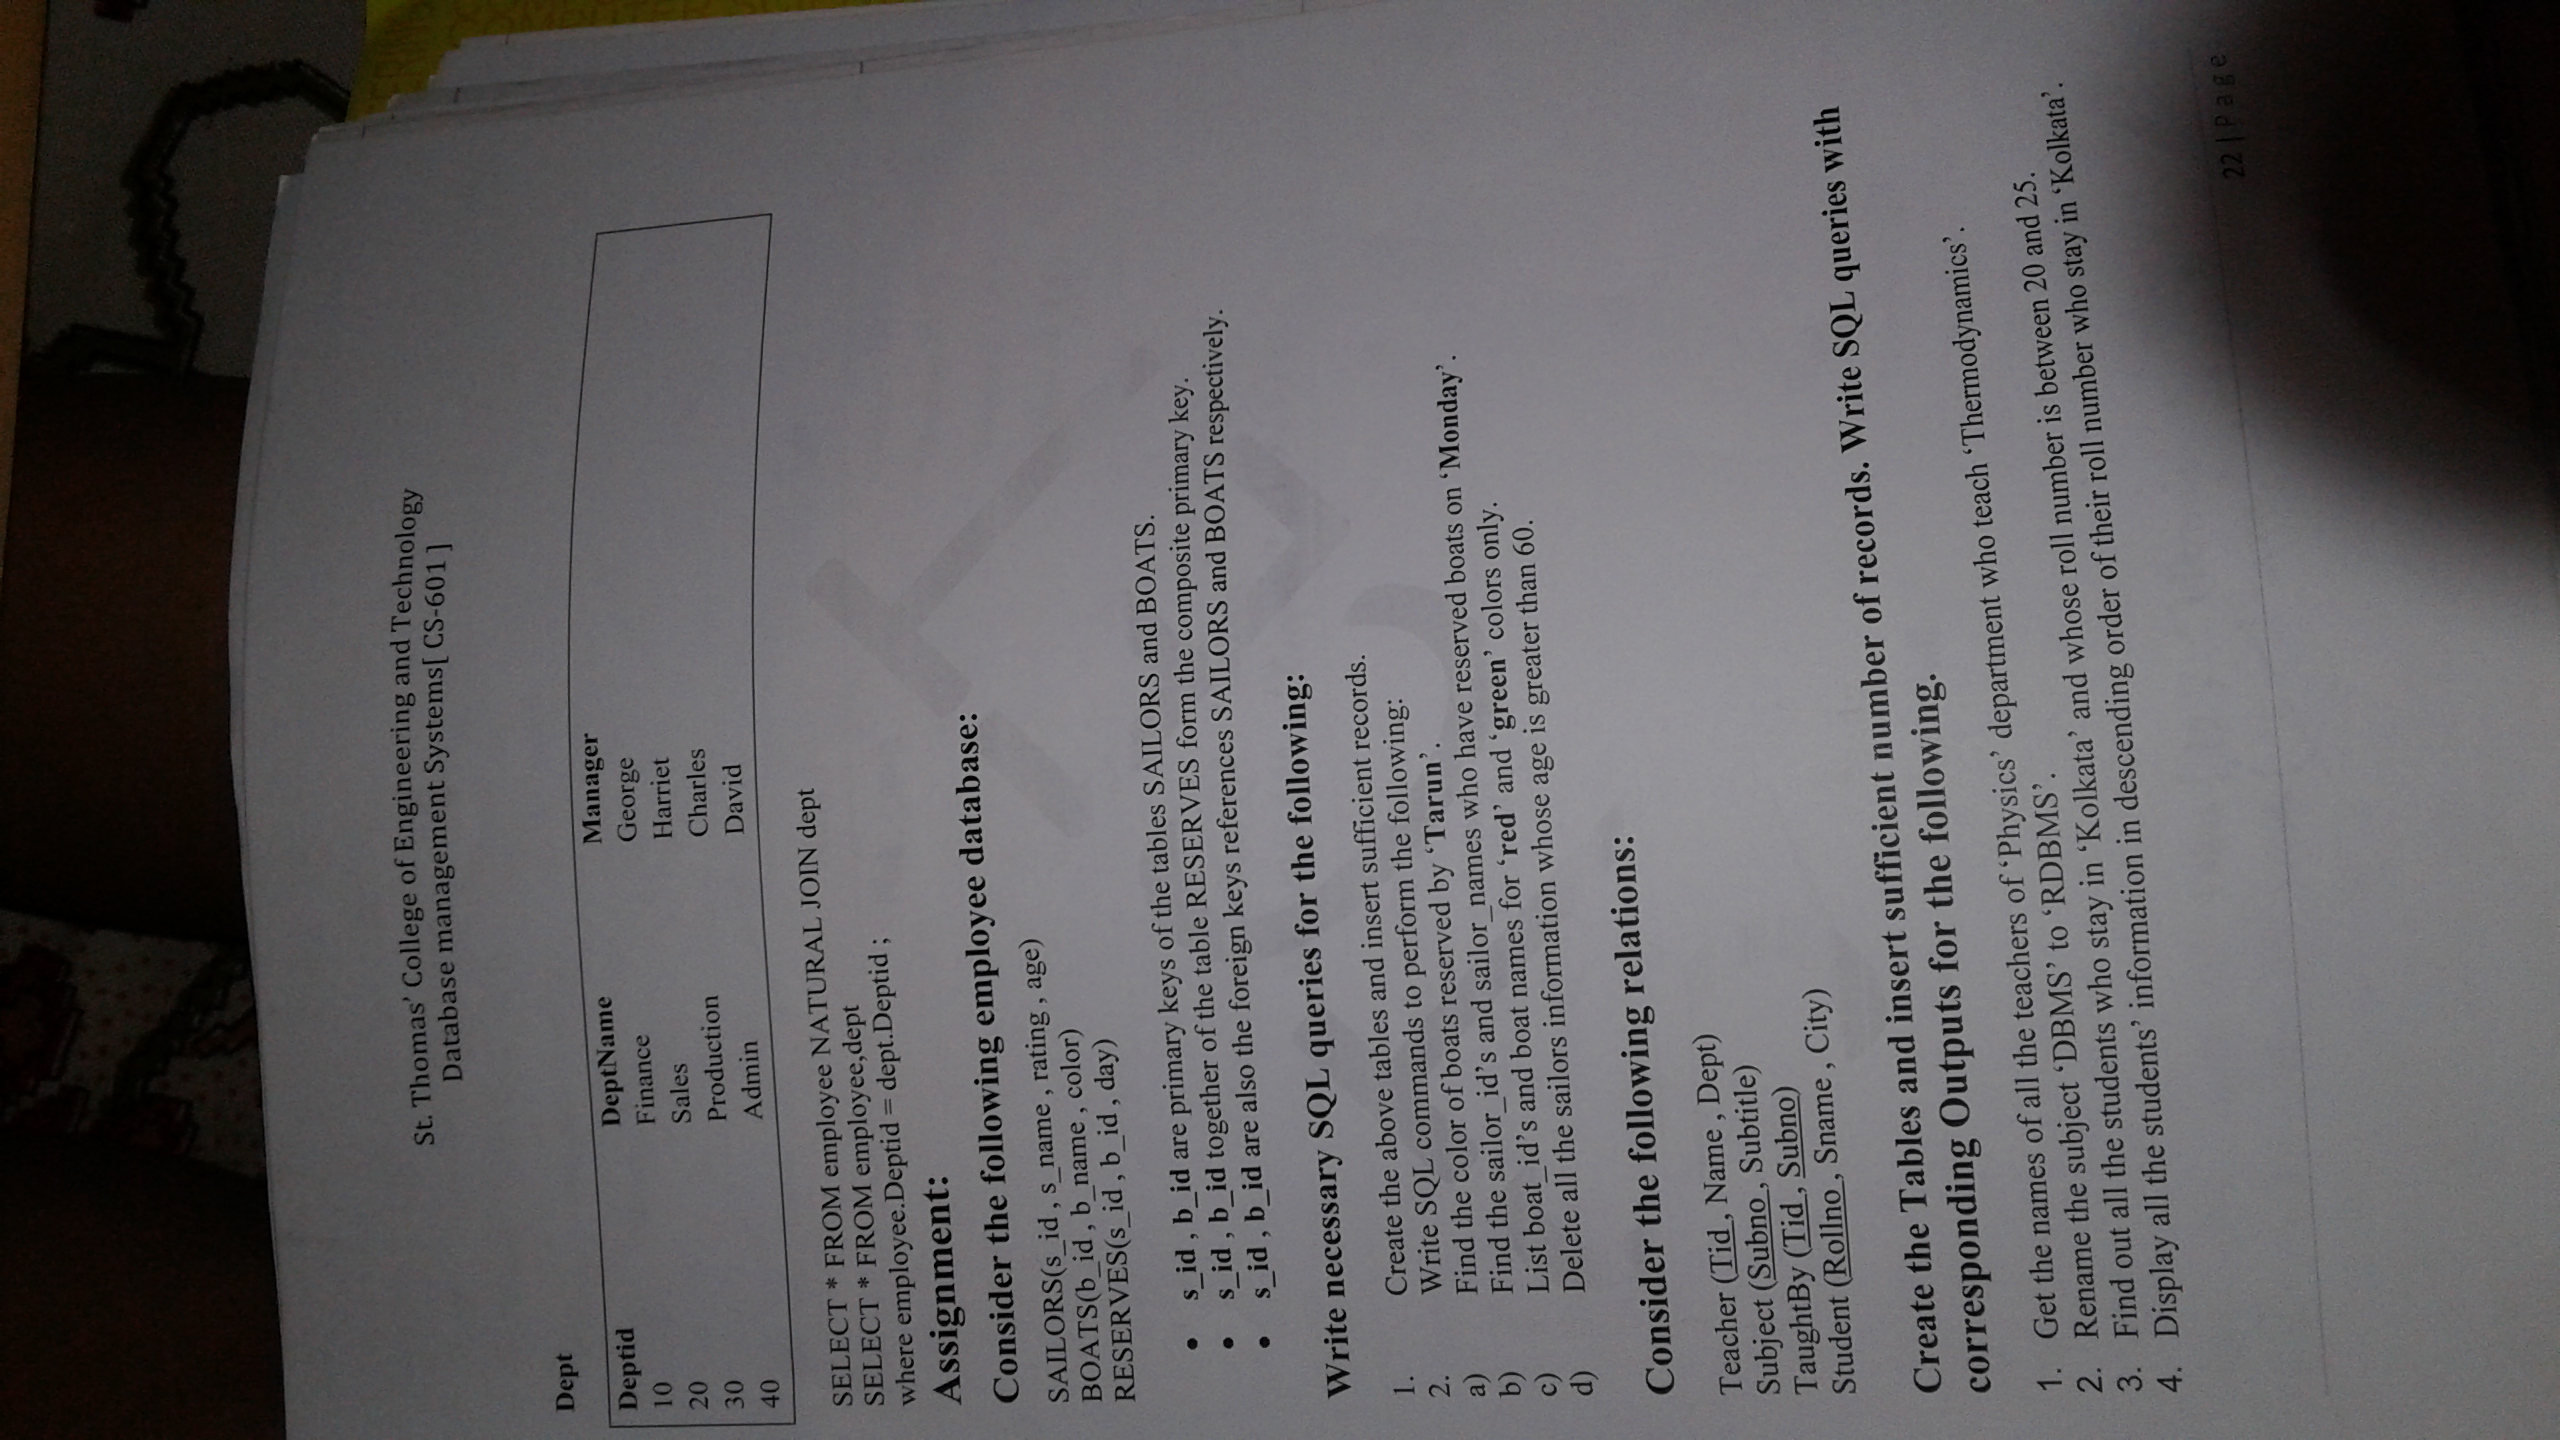 St. Thomas' College of Engineering and Technology
Database management Systems[ CS-601 ]
Dept
Deptid DeptName Manager
10 Finance George
20 Sales Harriet
30 Production Charles
40 Admin David
SELECT * FROM employee NATURAL JOIN dept
SELECT * FROM employee,dept
where employee.Deptid = dept.Deptid ;
Assignment:
Consider the following employee database:
SAILORS(s_id , s_name , rating , age)
BOATS(b_id , b_name , color)
RESERVES(s_id , b_id , day)
• s_id , b_id are primary keys of the tables SAILORS and BOATS.
• s_id , b_id together of the table RESERVES form the composite primary key.
• s_id , b_id are also the foreign keys references SAILORS and BOATS respectively.
Write necessary SQL queries for the following:
1. Create the above tables and insert sufficient records.
2. Write SQL commands to perform the following:
a) Find the color of boats reserved by 'Tarun'.
b) Find the sailor_id's and sailor_names who have reserved boats on 'Monday'.
c) List boat_id's and boat names for 'red' and 'green' colors only.
d) Delete all the sailors information whose age is greater than 60.
Consider the following relations:
Teacher (Tid , Name , Dept)
Subject (Subno , Subtitle)
TaughtBy (Tid , Subno)
Student (Rollno , Sname , City)
Create the Tables and insert sufficient number of records. Write SQL queries with
corresponding Outputs for the following.
1. Get the names of all the teachers of 'Physics' department who teach 'Thermodynamics'.
2. Rename the subject 'DBMS' to 'RDBMS'.
3. Find out all the students who stay in 'Kolkata' and whose roll number is between 20 and 25.
4. Display all the students' information in descending order of their roll number who stay in 'Kolkata'.
22 | Page